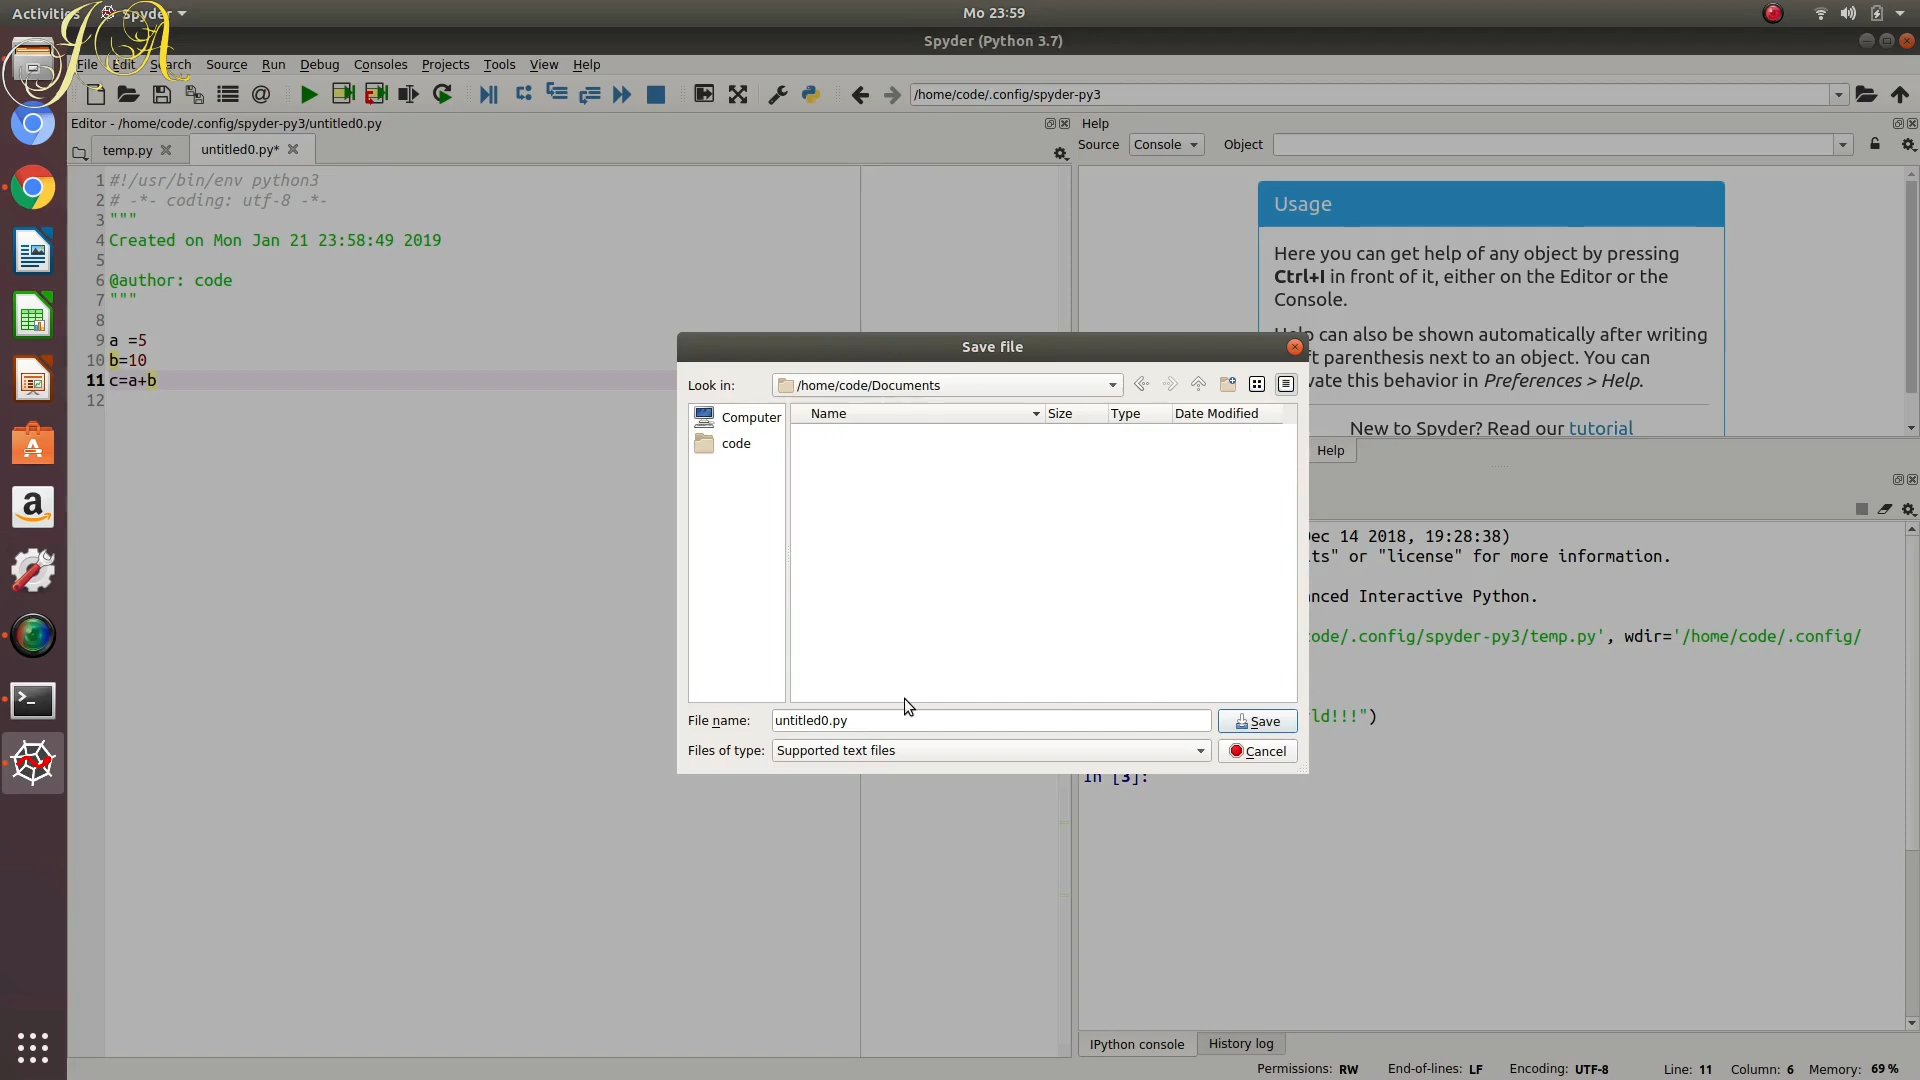 Activities
Spyder
Mo 23:59
Spyder (Python 3.7)
JA
File Edit Search Source Run Debug Consoles Projects Tools View Help
/home/code/.config/spyder-py3
Editor - /home/code/.config/spyder-py3/untitled0.py
temp.py
untitled0.py*
1 #!/usr/bin/env python3
2 # -*- coding: utf-8 -*-
3 """
4 Created on Mon Jan 21 23:58:49 2019
5
6 @author: code
7 """
8
9 a =5
10 b=10
11 c=a+b
12
Help
Source Console Object
Usage
Here you can get help of any object by pressing
Ctrl+I in front of it, either on the Editor or the
Console.
can also be shown automatically after writing
ft parenthesis next to an object. You can
vate this behavior in Preferences > Help.
New to Spyder? Read our tutorial
Help
Save file
Look in: /home/code/Documents
Computer
code
Name Size Type Date Modified
File name: untitled0.py Save
Files of type: Supported text files Cancel
ec 14 2018, 19:28:38)
ts" or "license" for more information.
nced Interactive Python.
ode/.config/spyder-py3/temp.py', wdir='/home/code/.config/
ld!!!")
In [3]:
IPython console History log
Permissions: RW End-of-lines: LF Encoding: UTF-8 Line: 11 Column: 6 Memory: 69 %